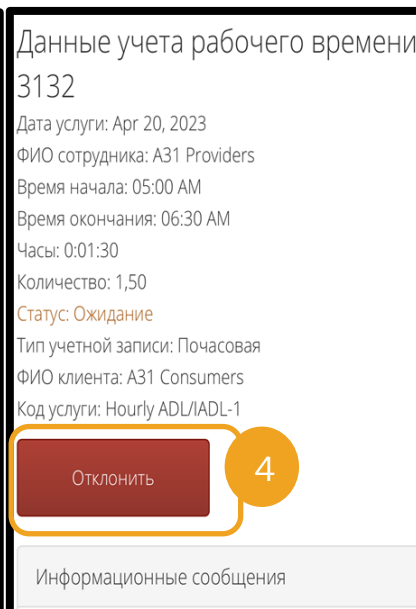 Данные учета рабочего времени
3132
Дата услуги: Apr 20, 2023
ФИО сотрудника: A31 Providers
Время начала: 05:00 AM
Время окончания: 06:30 AM
Часы: 0:01:30
Количество: 1,50
Статус: Ожидание
Тип учетной записи: Почасовая
ФИО клиента: A31 Consumers
Код услуги: Hourly ADL/IADL-1
Отклонить
4
Информационные сообщения